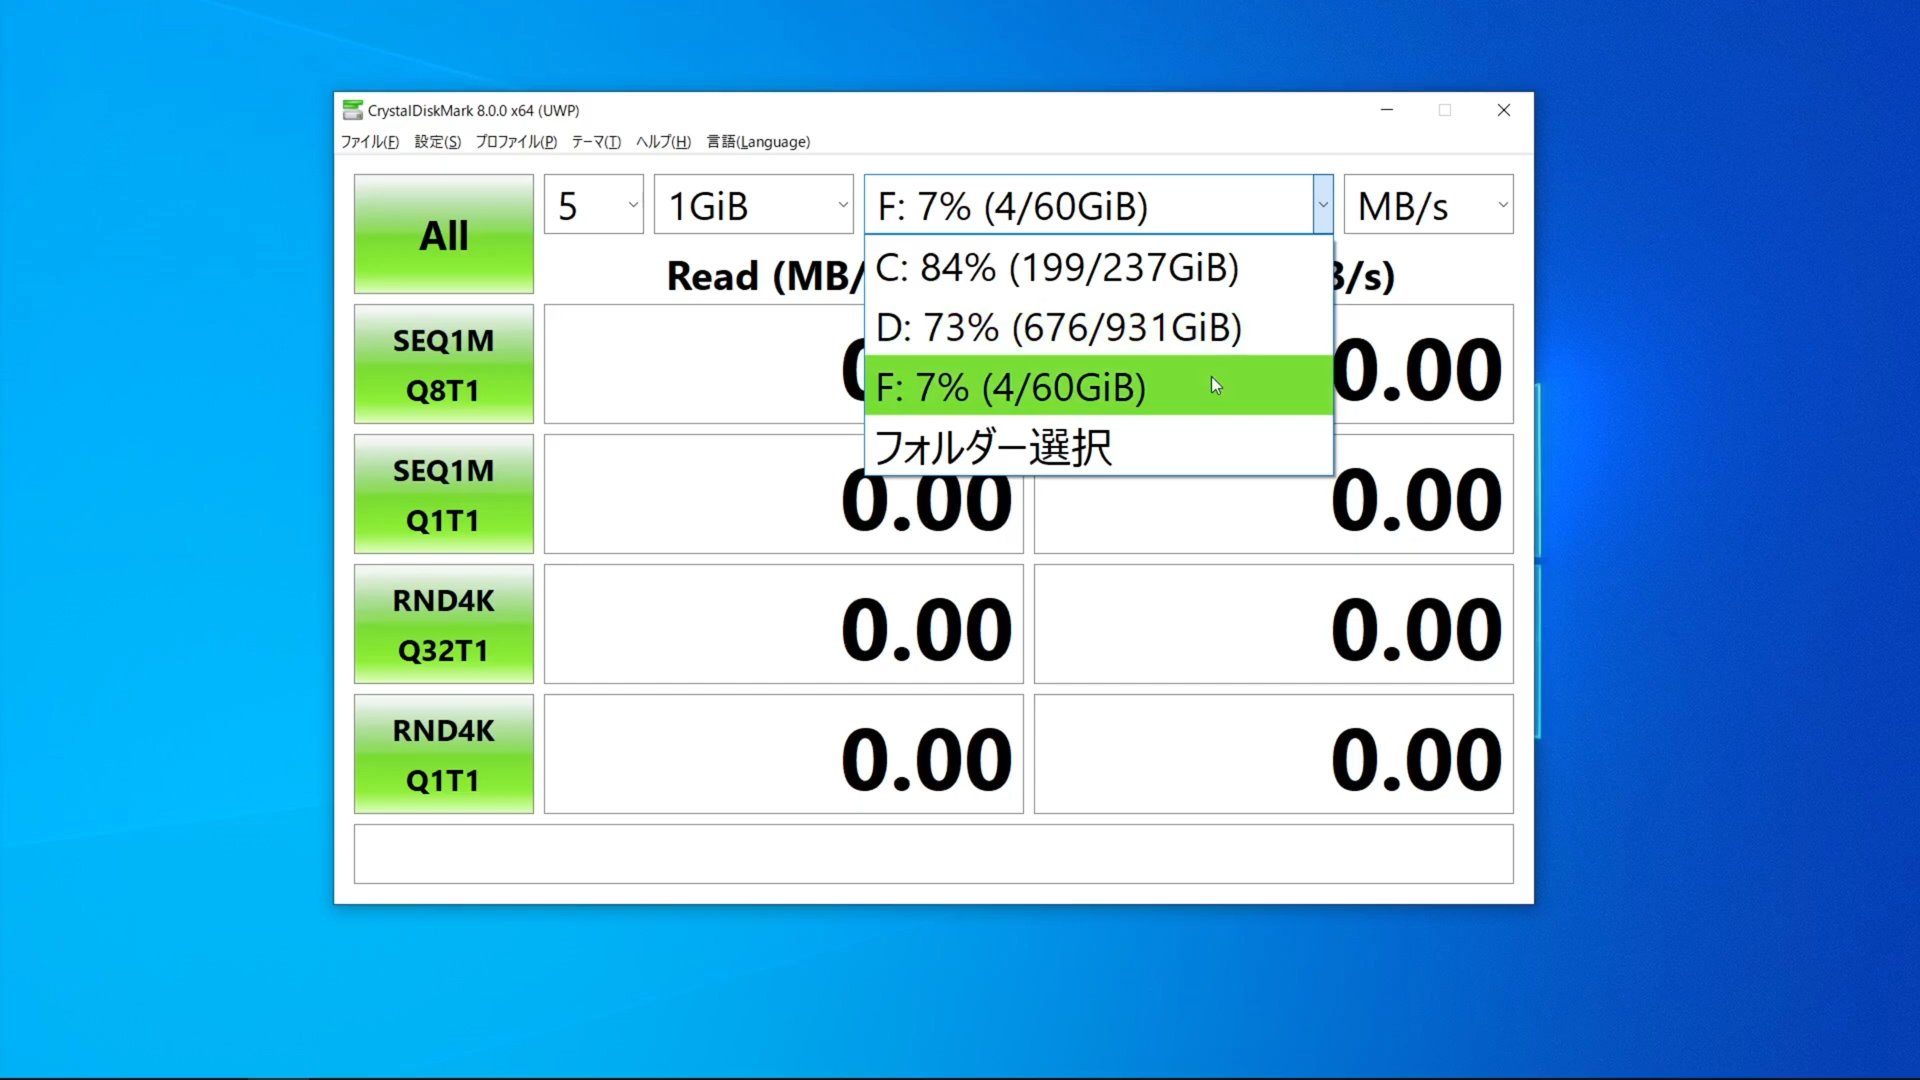 CrystalDiskMark 8.0.0 x64 (UWP)
ファイル(F) 設定(S) プロファイル(P) テーマ(T) ヘルプ(H) 言語(Language)
All
5
1GiB
F: 7% (4/60GiB)
MB/s
C: 84% (199/237GiB)
D: 73% (676/931GiB)
F: 7% (4/60GiB)
フォルダー選択
Read (MB/
B/s)
SEQ1M
Q8T1
0.00
SEQ1M
Q1T1
0.00
0.00
RND4K
Q32T1
0.00
0.00
RND4K
Q1T1
0.00
0.00